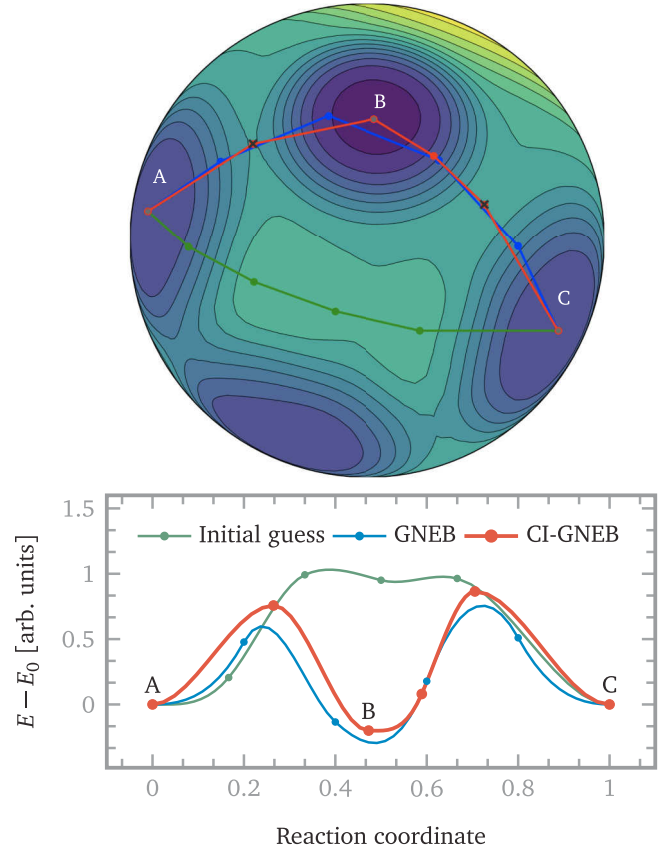 B
A
C
1.5
1
0.5
0
Initial guess GNEB CI-GNEB
A
B
C
E − E₀ [arb. units]
0 0.2 0.4 0.6 0.8 1
Reaction coordinate